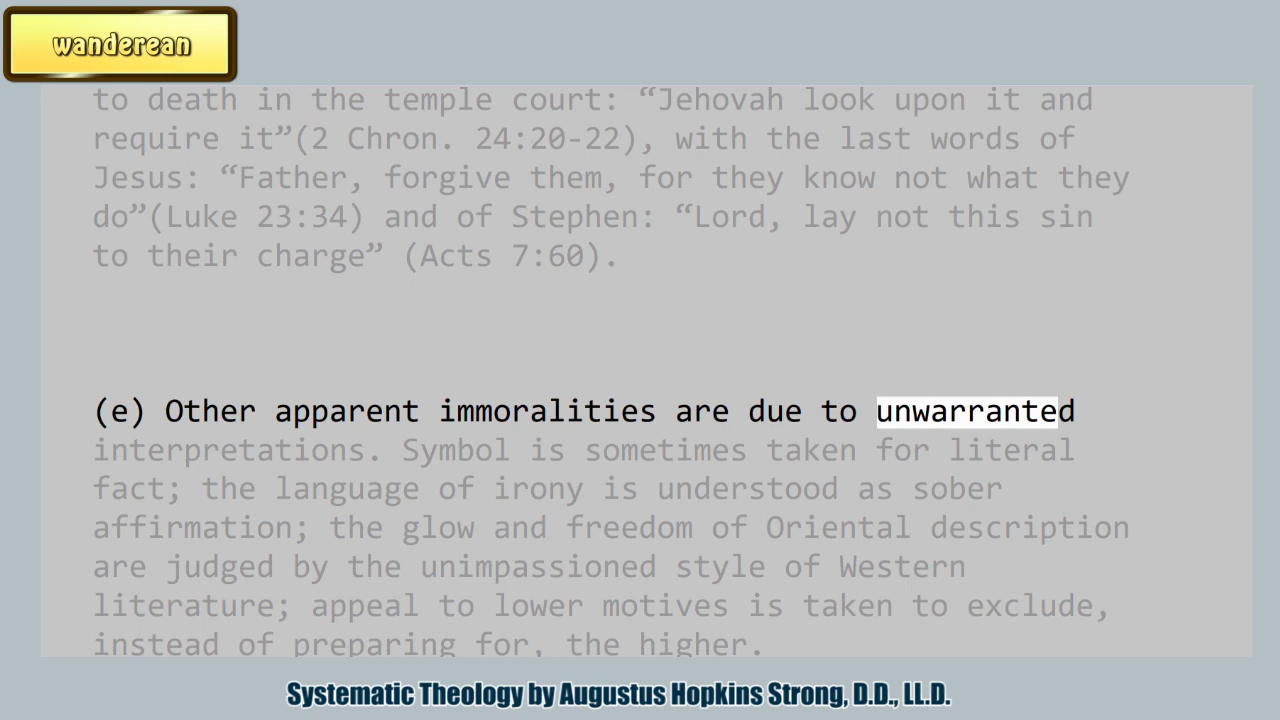 wanderean
to death in the temple court: “Jehovah look upon it and
require it”(2 Chron. 24:20-22), with the last words of
Jesus: “Father, forgive them, for they know not what they
do”(Luke 23:34) and of Stephen: “Lord, lay not this sin
to their charge” (Acts 7:60).
(e) Other apparent immoralities are due to unwarranted
interpretations. Symbol is sometimes taken for literal
fact; the language of irony is understood as sober
affirmation; the glow and freedom of Oriental description
are judged by the unimpassioned style of Western
literature; appeal to lower motives is taken to exclude,
instead of preparing for, the higher.
Systematic Theology by Augustus Hopkins Strong, D.D., LL.D.